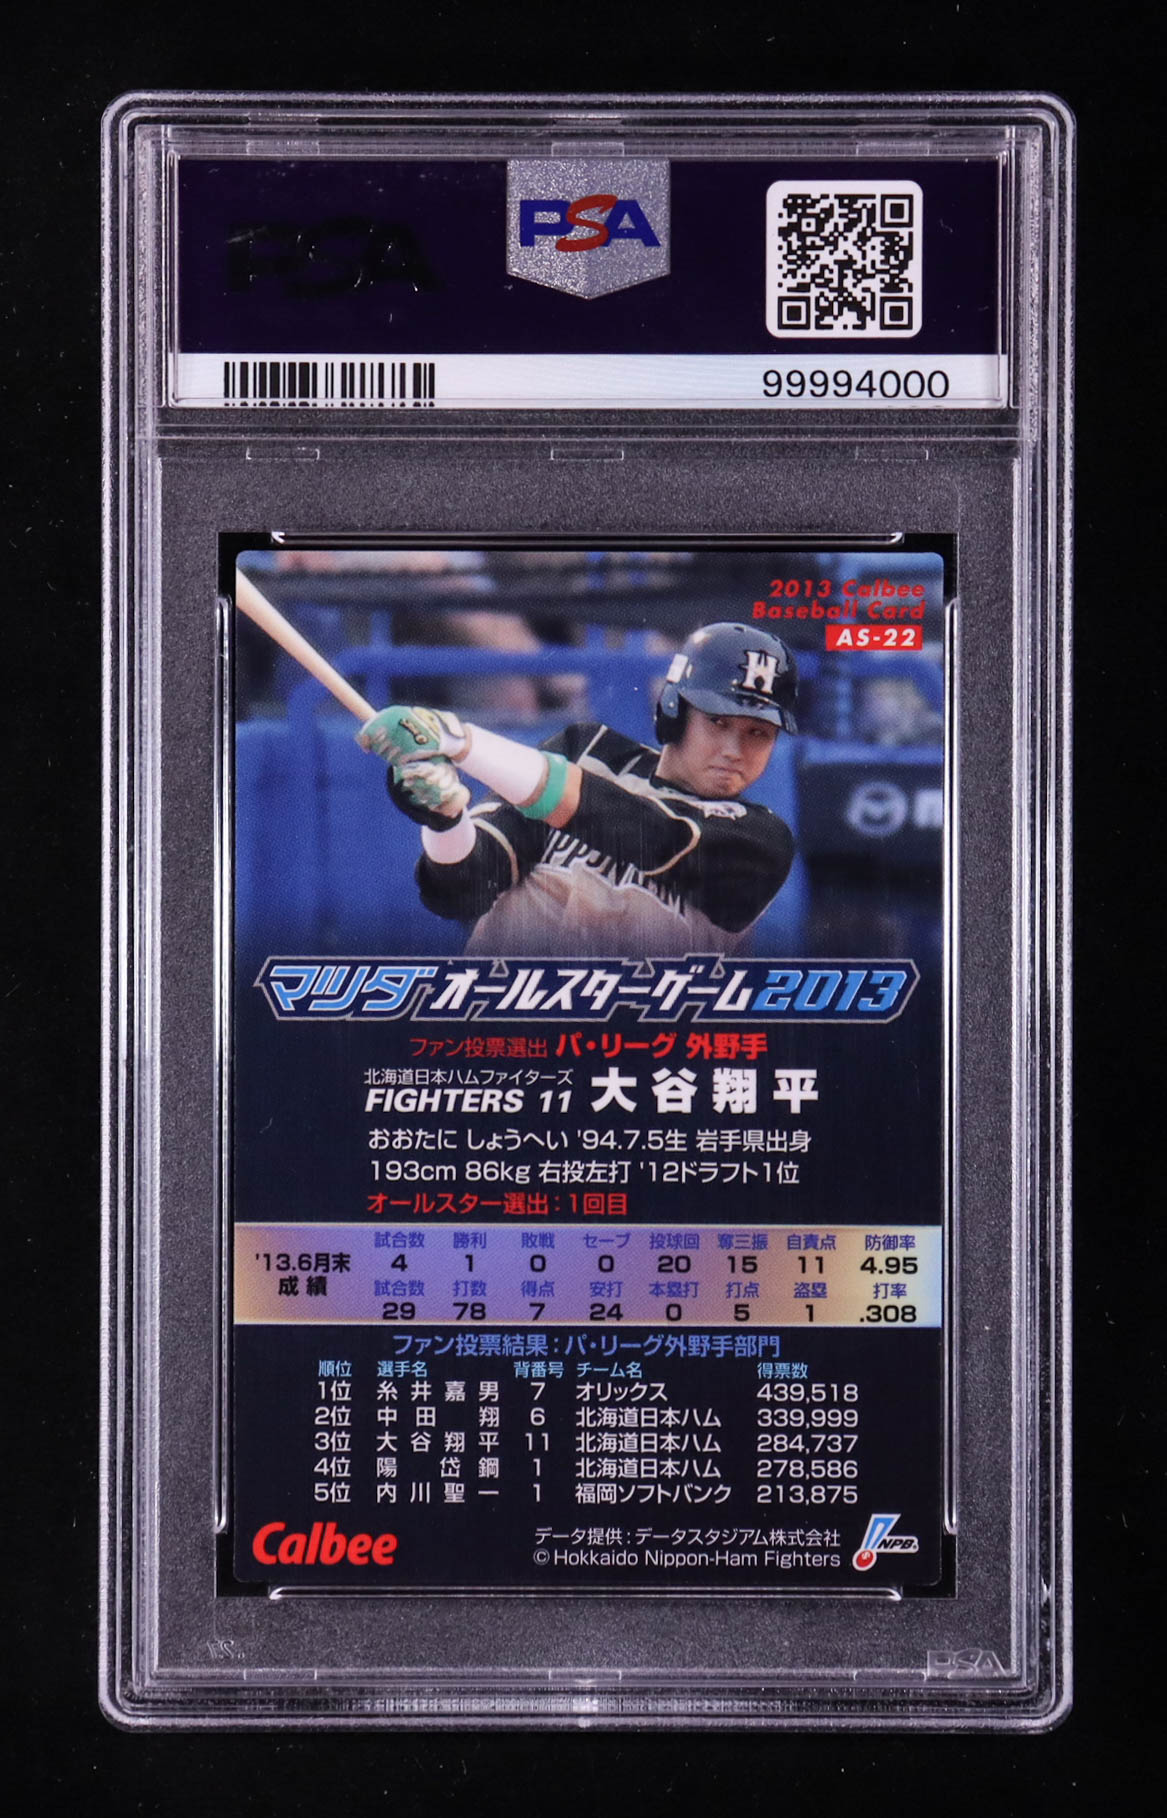 PSA
PSA
99994000
2013 Calbee
Baseball Card
AS-22
H
マツダオールスターゲーム2013
ファン投票選出 パ・リーグ 外野手
北海道日本ハムファイターズ
FIGHTERS 11 大谷翔平
おおたに しょうへい '94.7.5生 岩手県出身
193cm 86kg 右投左打 '12ドラフト1位
オールスター選出:1回目
'13.6月末成績
試合数 勝利 敗戦 セーブ 投球回 奪三振 自責点 防御率
4 1 0 0 20 15 11 4.95
試合数 打数 得点 安打 本塁打 打点 盗塁 打率
29 78 7 24 0 5 1 .308
ファン投票結果:パ・リーグ外野手部門
順位 選手名 背番号 チーム名 得票数
1位 糸井嘉男 7 オリックス 439,518
2位 中田 翔 6 北海道日本ハム 339,999
3位 大谷翔平 11 北海道日本ハム 284,737
4位 陽 岱鋼 1 北海道日本ハム 278,586
5位 内川聖一 1 福岡ソフトバンク 213,875
Calbee
データ提供:データスタジアム株式会社
©Hokkaido Nippon-Ham Fighters
NPB
PSA